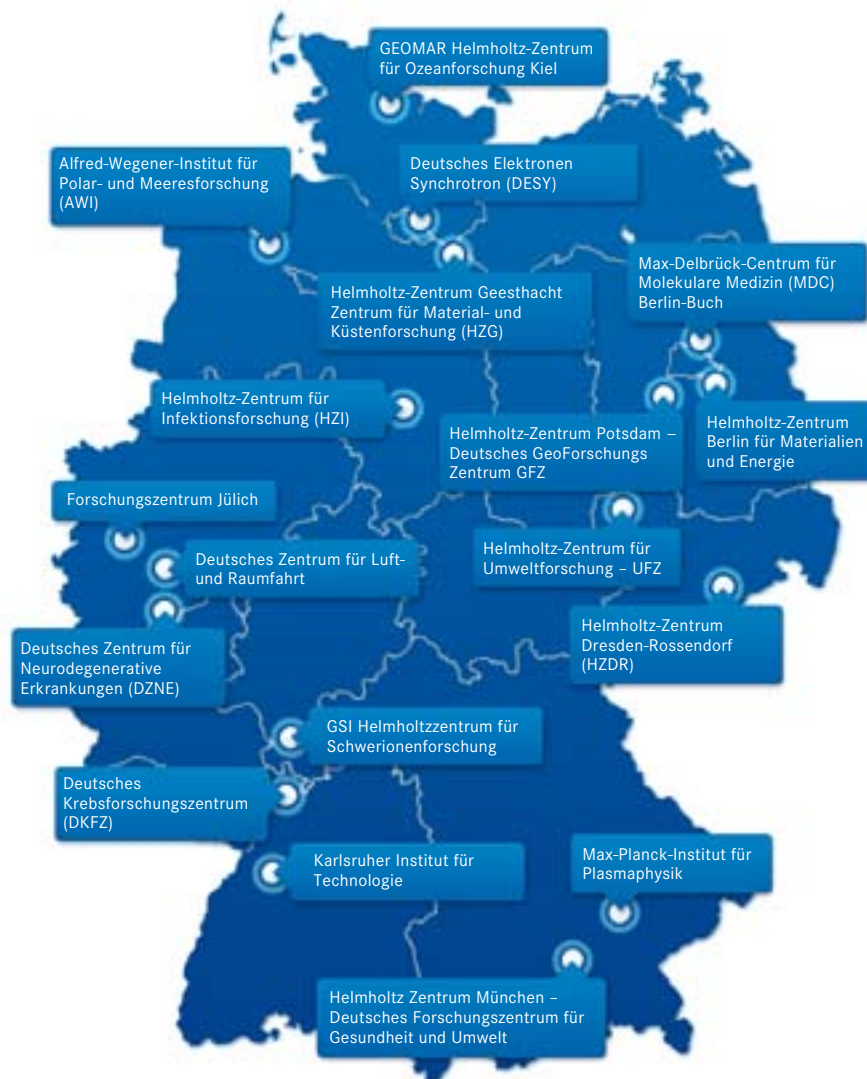 GEOMAR Helmholtz-Zentrum
für Ozeanforschung Kiel
Alfred-Wegener-Institut für
Polar- und Meeresforschung
(AWI)
Deutsches Elektronen
Synchrotron (DESY)
Max-Delbrück-Centrum für
Molekulare Medizin (MDC)
Berlin-Buch
Helmholtz-Zentrum Geesthacht
Zentrum für Material- und
Küstenforschung (HZG)
Helmholtz-Zentrum für
Infektionsforschung (HZI)
Helmholtz-Zentrum Potsdam –
Deutsches GeoForschungs
Zentrum GFZ
Helmholtz-Zentrum
Berlin für Materialien
und Energie
Forschungszentrum Jülich
Deutsches Zentrum für Luft-
und Raumfahrt
Helmholtz-Zentrum für
Umweltforschung – UFZ
Deutsches Zentrum für
Neurodegenerative
Erkrankungen (DZNE)
Helmholtz-Zentrum
Dresden-Rossendorf
(HZDR)
GSI Helmholtzzentrum für
Schwerionenforschung
Deutsches
Krebsforschungszentrum
(DKFZ)
Karlsruher Institut für
Technologie
Max-Planck-Institut für
Plasmaphysik
Helmholtz Zentrum München –
Deutsches Forschungszentrum für
Gesundheit und Umwelt